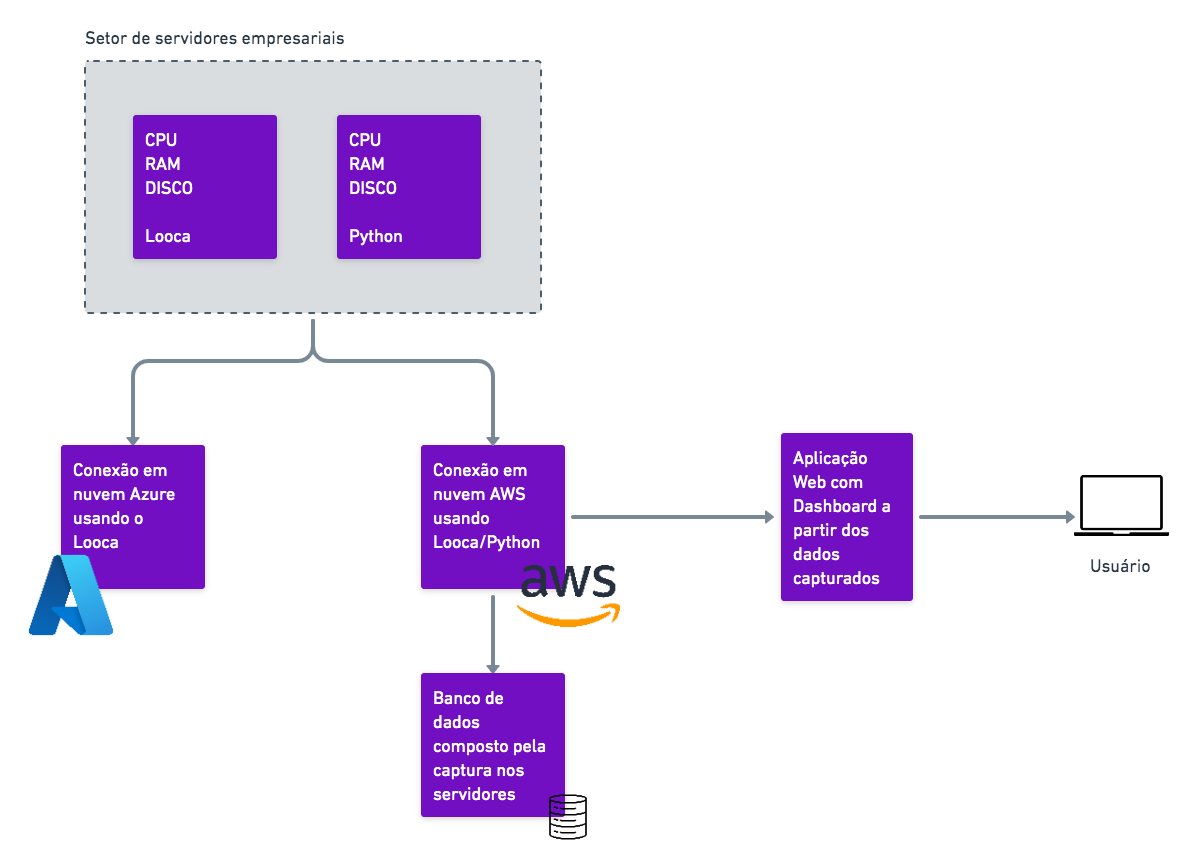 Setor de servidores empresariais
CPU
RAM
DISCO
Looca
CPU
RAM
DISCO
Python
Conexão em
nuvem Azure
usando o
Looca
Conexão em
nuvem AWS
usando
Looca/Python
aws
Aplicação
Web com
Dashboard a
partir dos
dados
capturados
Usuário
Banco de
dados
composto pela
captura nos
servidores